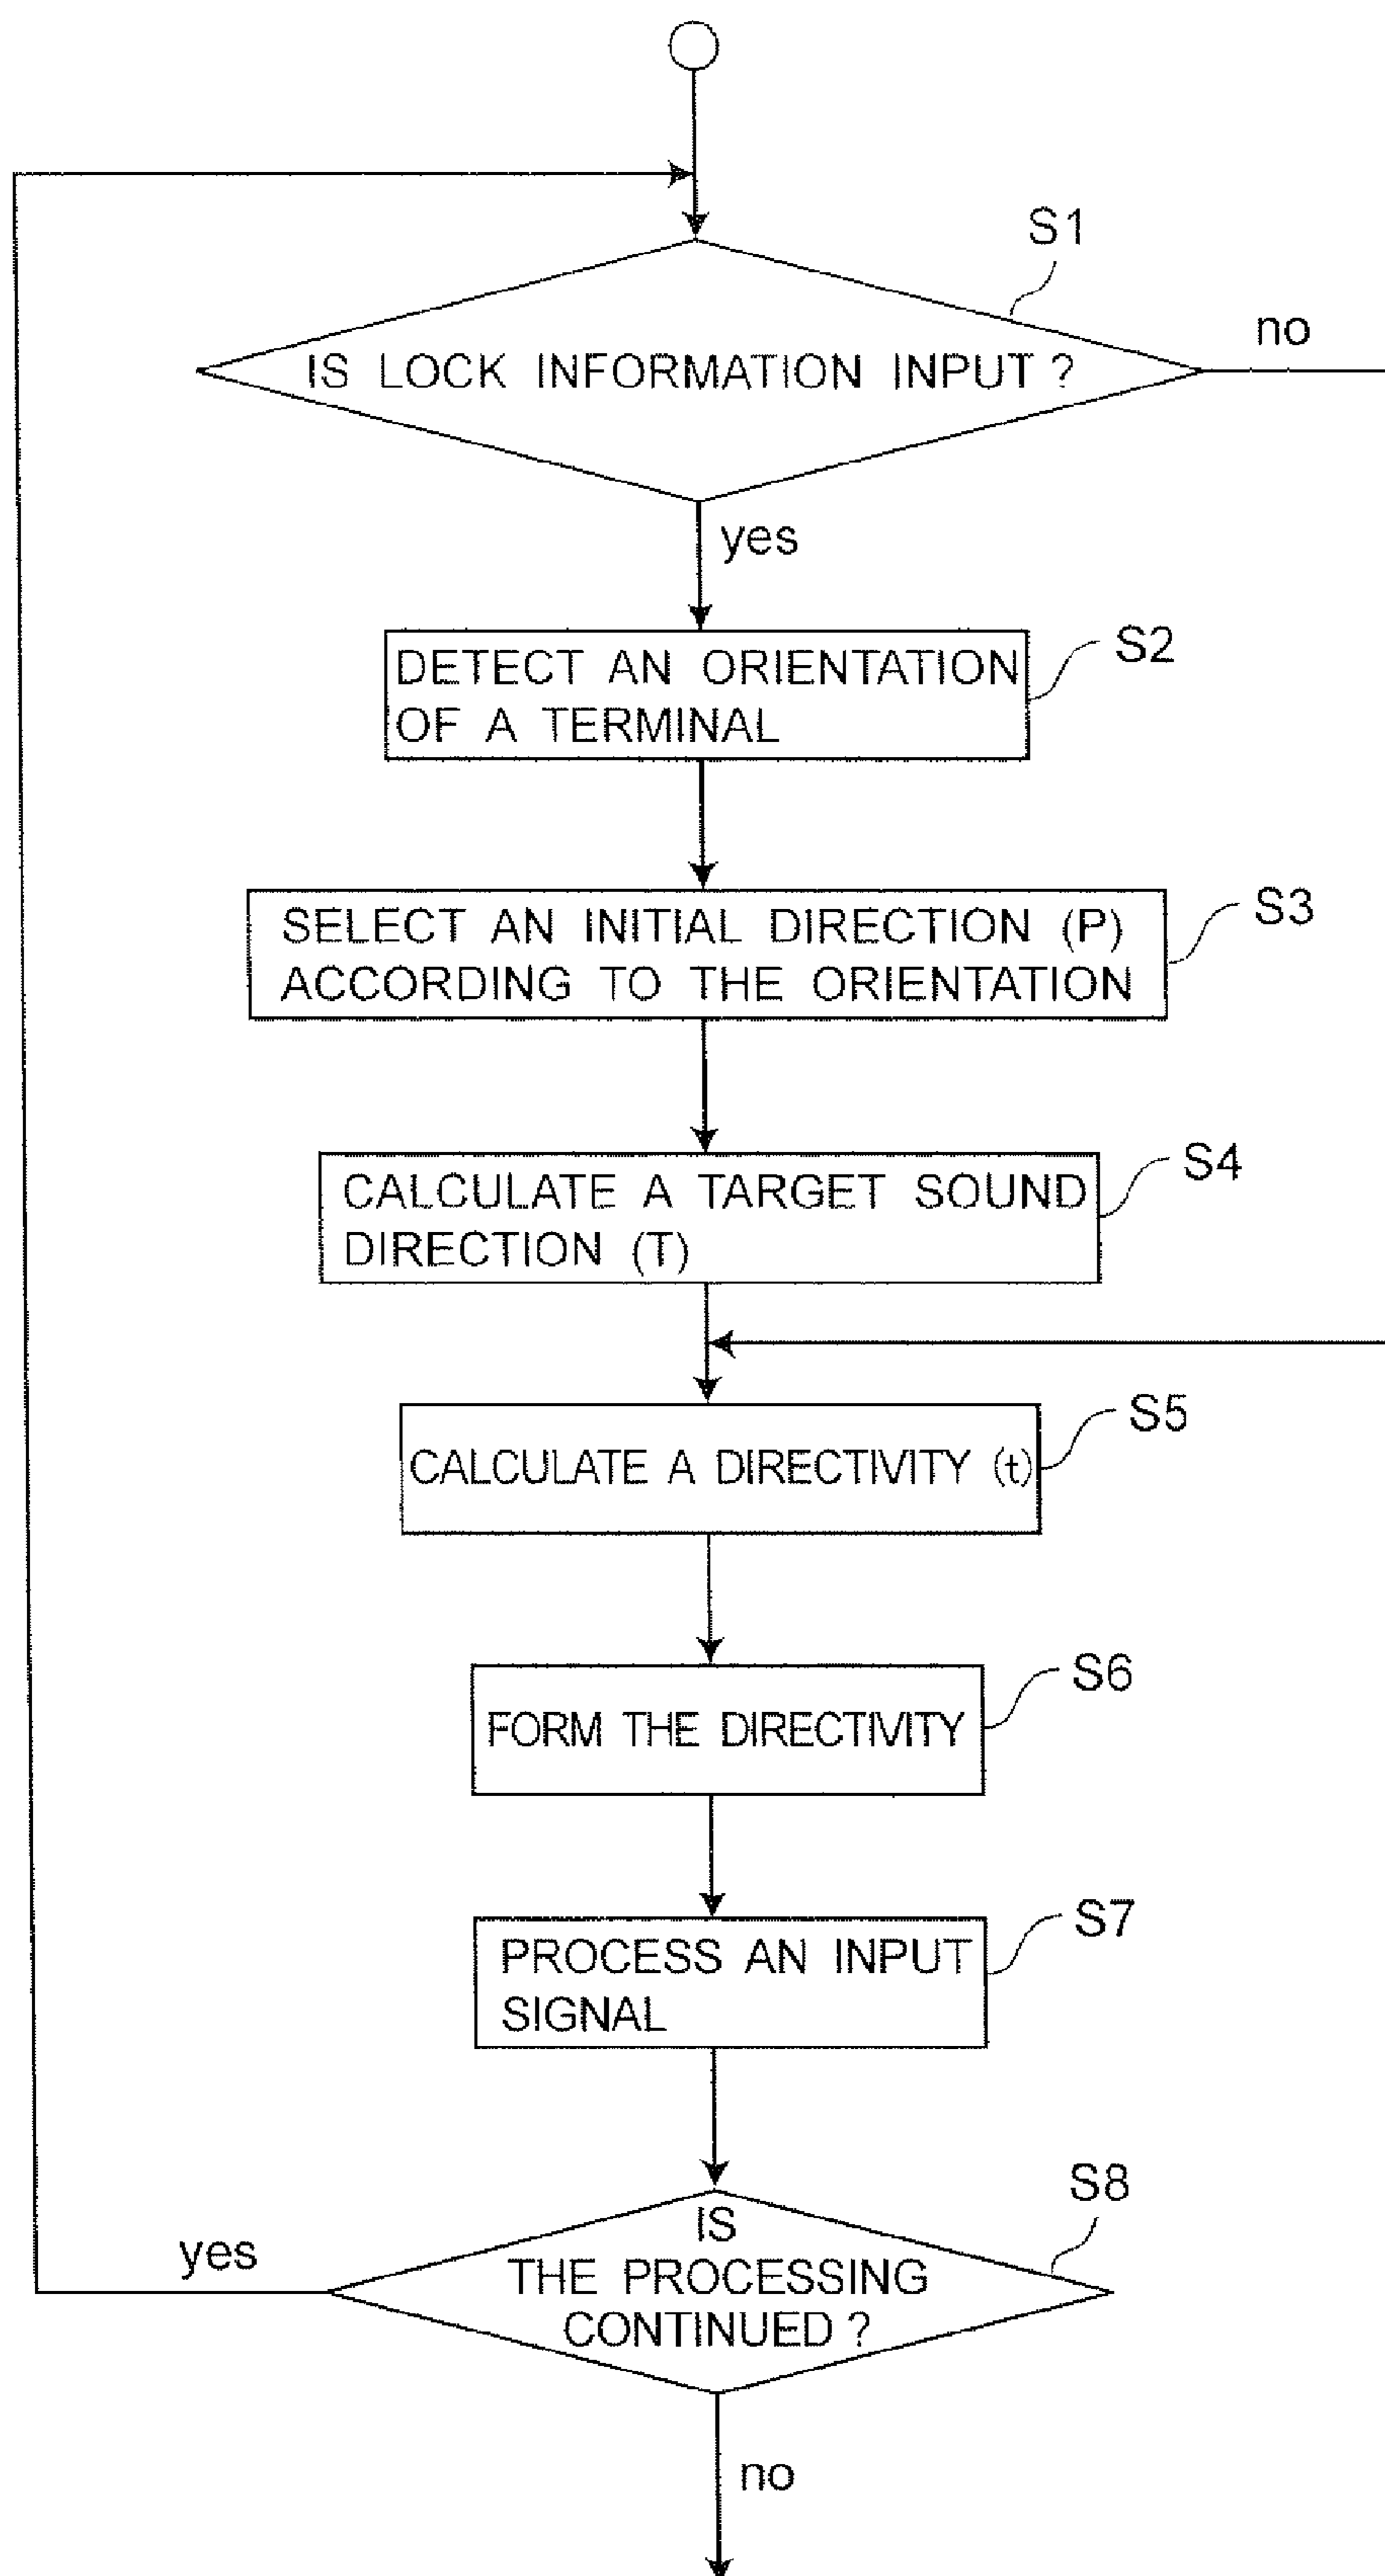 S1
IS LOCK INFORMATION INPUT ?
no
yes
DETECT AN ORIENTATION
OF A TERMINAL
S2
SELECT AN INITIAL DIRECTION (P)
ACCORDING TO THE ORIENTATION
S3
CALCULATE A TARGET SOUND
DIRECTION (T)
S4
CALCULATE A DIRECTIVITY (t)
S5
FORM THE DIRECTIVITY
S6
PROCESS AN INPUT
SIGNAL
S7
IS
THE PROCESSING
CONTINUED ?
S8
yes
no